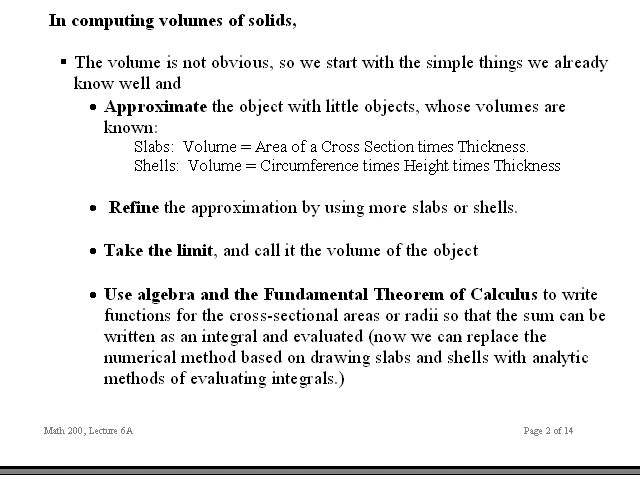 In computing volumes of solids,
▪ The volume is not obvious, so we start with the simple things we already
know well and
• Approximate the object with little objects, whose volumes are
known:
Slabs: Volume = Area of a Cross Section times Thickness.
Shells: Volume = Circumference times Height times Thickness
• Refine the approximation by using more slabs or shells.
• Take the limit, and call it the volume of the object
• Use algebra and the Fundamental Theorem of Calculus to write
functions for the cross-sectional areas or radii so that the sum can be
written as an integral and evaluated (now we can replace the
numerical method based on drawing slabs and shells with analytic
methods of evaluating integrals.)
Math 200, Lecture 6A Page 2 of 14